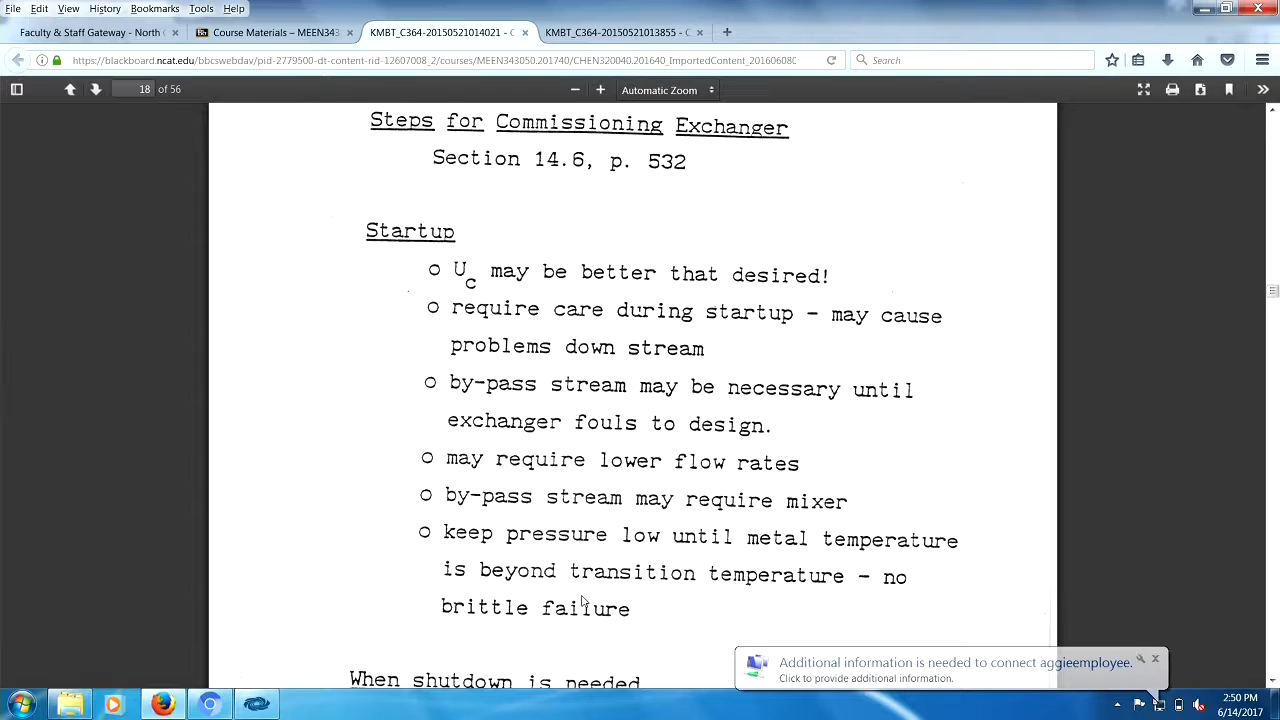 File Edit View History Bookmarks Tools Help
Faculty & Staff Gateway - North C × Bb Course Materials – MEEN343 × KMBT_C364-20150521014021 - C × KMBT_C364-20150521013855 - C × +
https://blackboard.ncat.edu/bbcswebdav/pid-2779500-dt-content-rid-12607008_2/courses/MEEN343050.201740/CHEN320040.201640_ImportedContent_201606080 Search
18 of 56 − + Automatic Zoom
Steps for Commissioning Exchanger
Section 14.6, p. 532
Startup
o Uc may be better that desired!
o require care during startup - may cause
problems down stream
o by-pass stream may be necessary until
exchanger fouls to design.
o may require lower flow rates
o by-pass stream may require mixer
o keep pressure low until metal temperature
is beyond transition temperature - no
brittle failure
When shutdown is needed
Additional information is needed to connect aggieemployee.
Click to provide additional information.
2:50 PM
6/14/2017